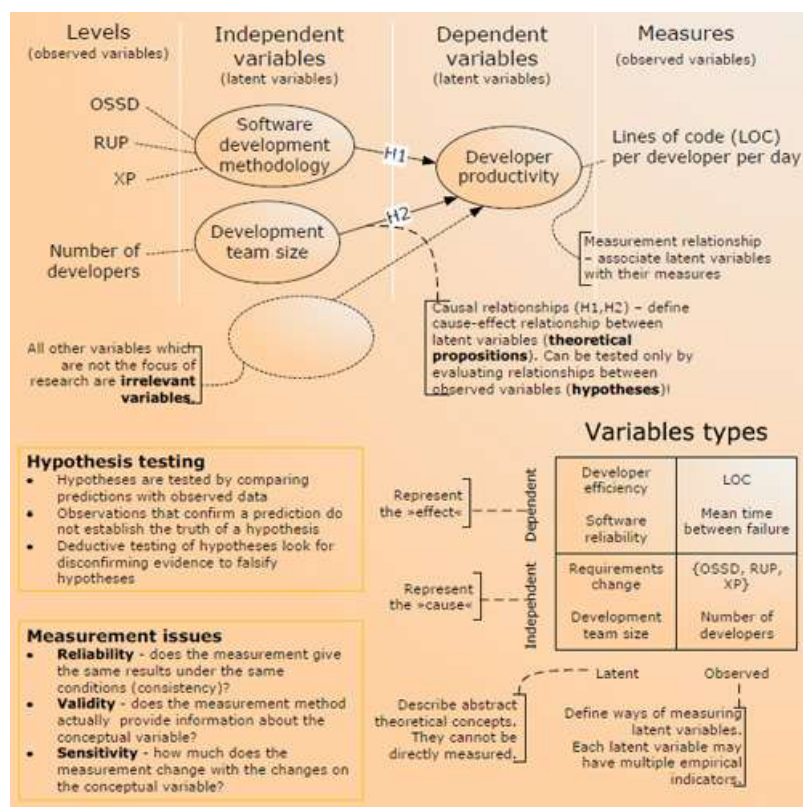 Levels
(observed variables)
Independent
variables
(latent variables)
Dependent
variables
(latent variables)
Measures
(observed variables)
OSSD
RUP
XP
Software
development
methodology
H1
Developer
productivity
Lines of code (LOC)
per developer per day
Number of
developers
Development
team size
H2
Measurement relationship
– associate latent variables
with their measures
Causal relationships (H1,H2) – define
cause-effect relationship between
latent variables (theoretical
propositions). Can be tested only by
evaluating relationships between
observed variables (hypotheses)!
All other variables which
are not the focus of
research are irrelevant
variables.
Hypothesis testing
• Hypotheses are tested by comparing
predictions with observed data
• Observations that confirm a prediction do
not establish the truth of a hypothesis
• Deductive testing of hypotheses look for
disconfirming evidence to falsify
hypotheses
Measurement issues
• Reliability - does the measurement give
the same results under the same
conditions (consistency)?
• Validity - does the measurement method
actually provide information about the
conceptual variable?
• Sensitivity - how much does the
measurement change with the changes on
the conceptual variable?
Variables types
Represent
the »effect«
Dependent
Developer
efficiency
Software
reliability
LOC
Mean time
between failure
Represent
the »cause«
Independent
Requirements
change
Development
team size
{OSSD, RUP,
XP}
Number of
developers
Latent
Observed
Describe abstract
theoretical concepts.
They cannot be
directly measured.
Define ways of measuring
latent variables.
Each latent variable may
have multiple empirical
indicators.